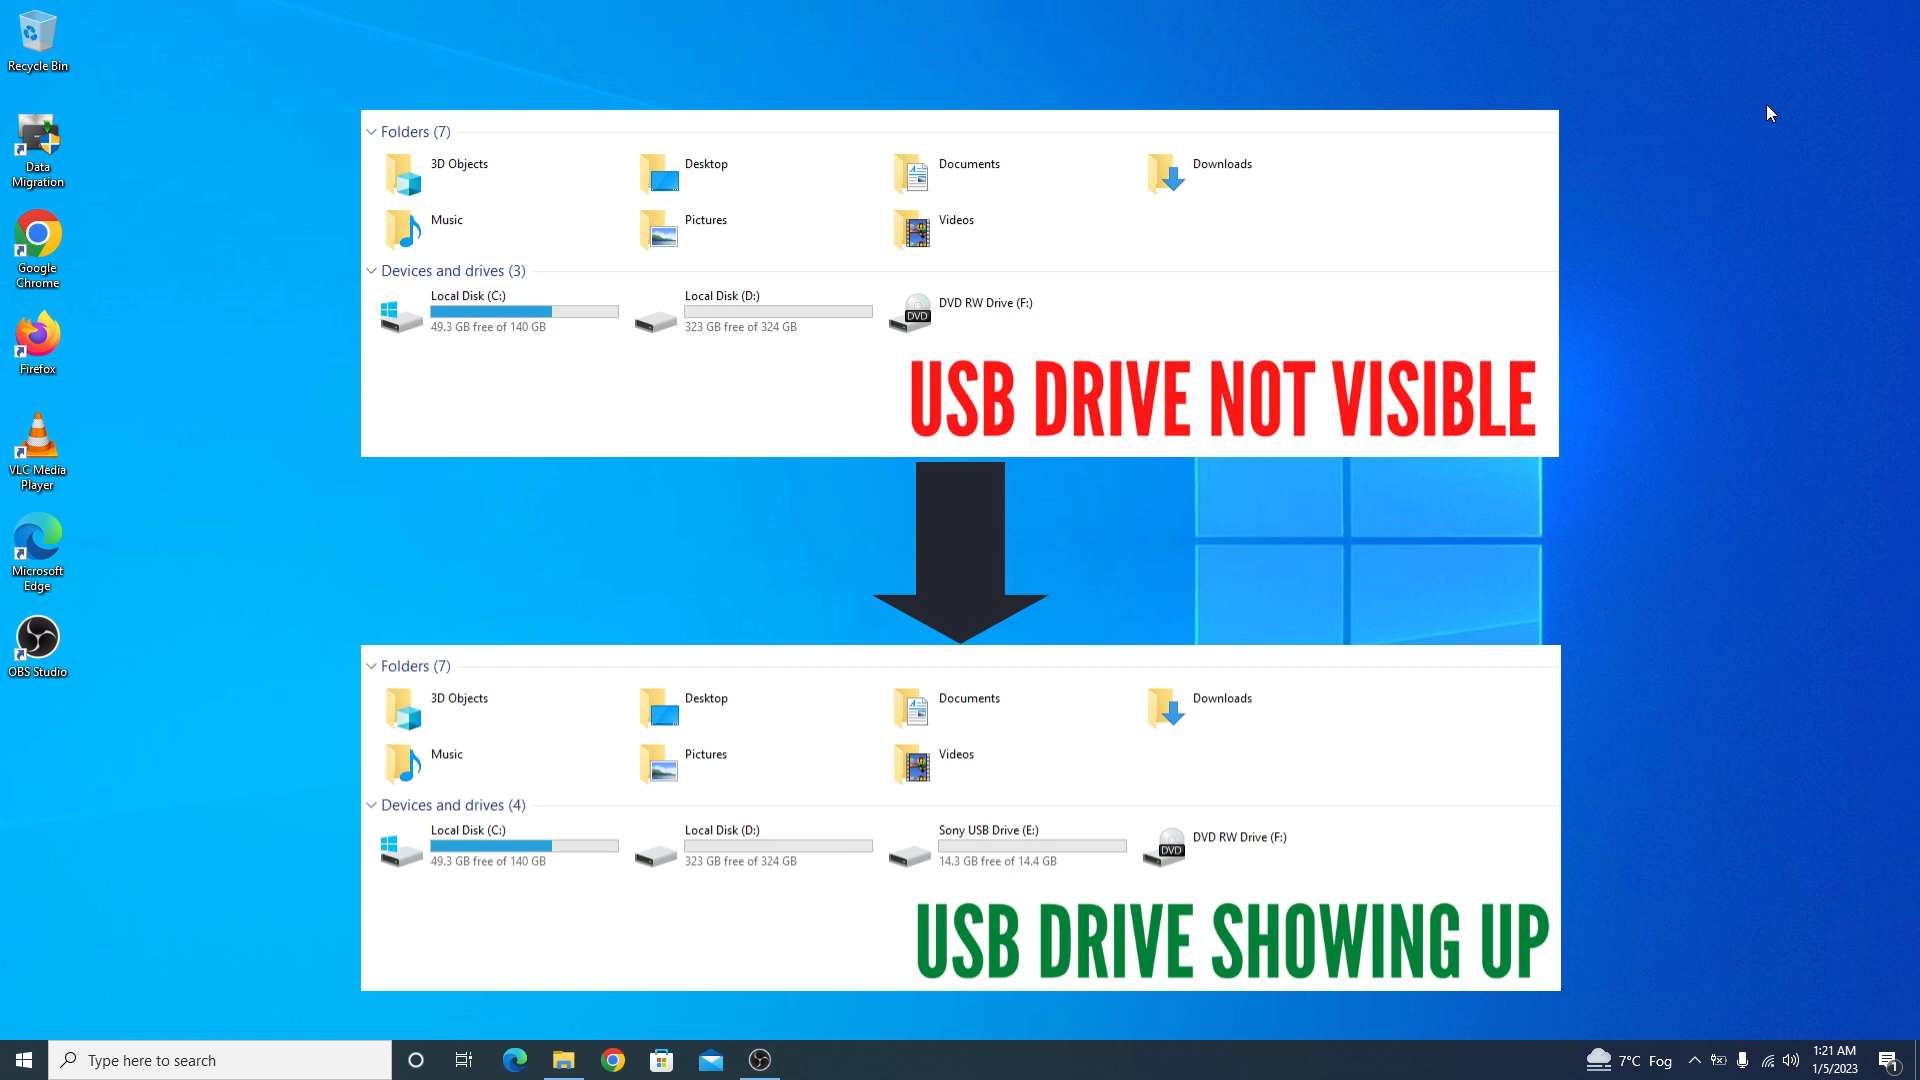 Recycle Bin
Data
Migration
Google
Chrome
Firefox
VLC Media
Player
Microsoft
Edge
OBS Studio
Folders (7)
3D Objects
Desktop
Documents
Downloads
Music
Pictures
Videos
Devices and drives (3)
Local Disk (C:)
49.3 GB free of 140 GB
Local Disk (D:)
323 GB free of 324 GB
DVD
DVD RW Drive (F:)
USB DRIVE NOT VISIBLE
Folders (7)
3D Objects
Desktop
Documents
Downloads
Music
Pictures
Videos
Devices and drives (4)
Local Disk (C:)
49.3 GB free of 140 GB
Local Disk (D:)
323 GB free of 324 GB
Sony USB Drive (E:)
14.3 GB free of 14.4 GB
DVD
DVD RW Drive (F:)
USB DRIVE SHOWING UP
Type here to search
7°C Fog
1:21 AM
1/5/2023
1